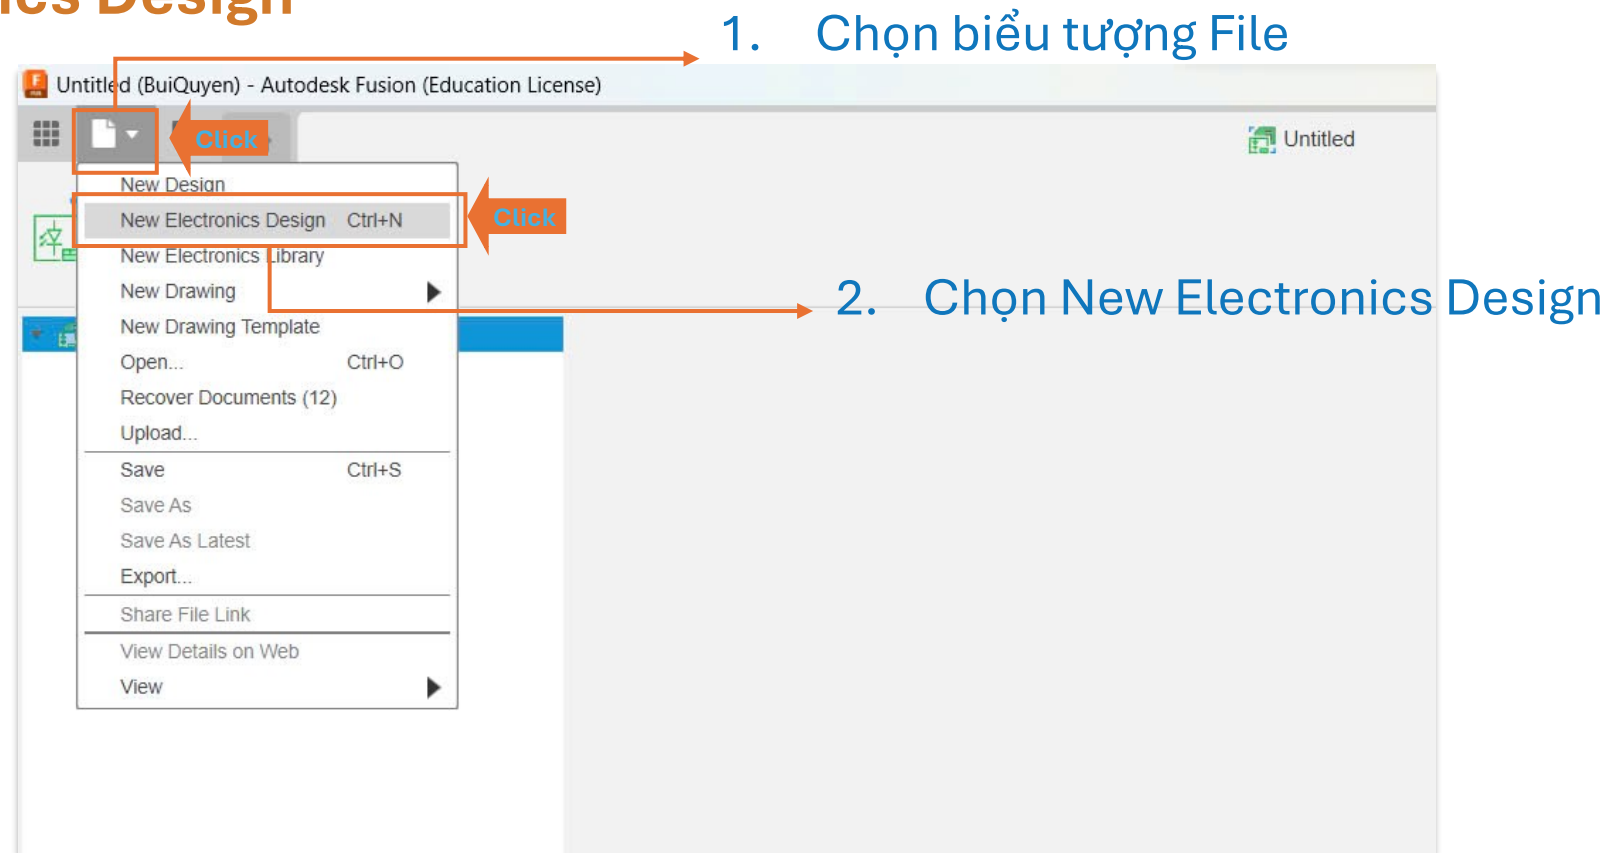 ics Design
1. Chọn biểu tượng File
Untitled (BuiQuyen) - Autodesk Fusion (Education License)
Click
Untitled
New Design
New Electronics Design Ctrl+N
Click
New Electronics Library
New Drawing
2. Chọn New Electronics Design
New Drawing Template
Open... Ctrl+O
Recover Documents (12)
Upload...
Save Ctrl+S
Save As
Save As Latest
Export...
Share File Link
View Details on Web
View